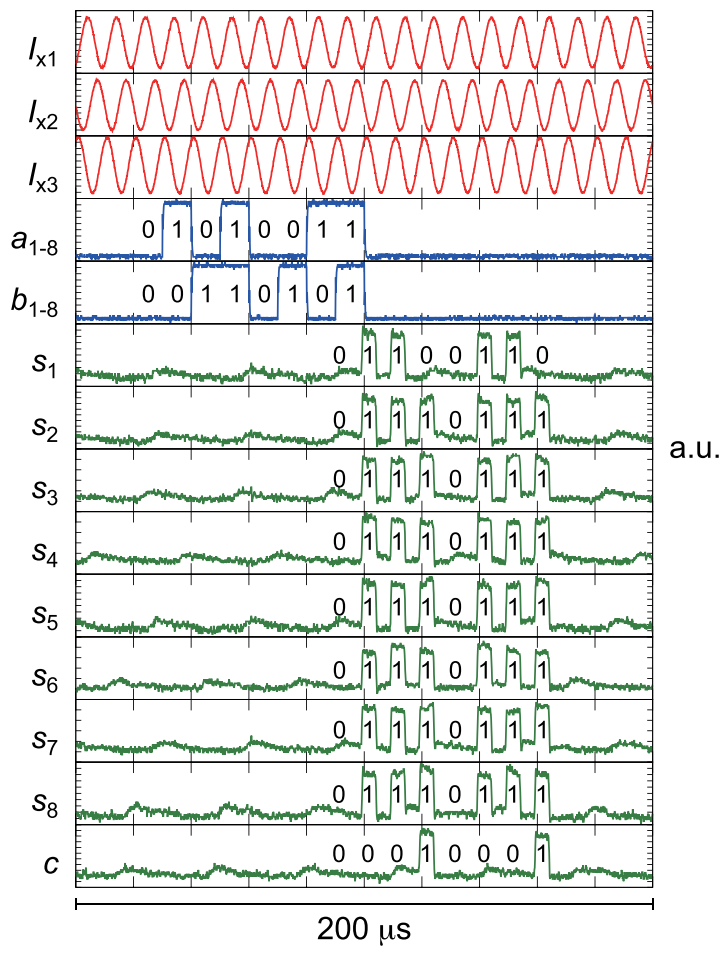 Ix1
Ix2
Ix3
a1-8 0 1 0 1 0 0 1 1
b1-8 0 0 1 1 0 1 0 1
s1 0 1 1 0 0 1 1 0
s2 0 1 1 1 0 1 1 1
a.u.
s3 0 1 1 1 0 1 1 1
s4 0 1 1 1 0 1 1 1
s5 0 1 1 1 0 1 1 1
s6 0 1 1 1 0 1 1 1
s7 0 1 1 1 0 1 1 1
s8 0 1 1 1 0 1 1 1
c 0 0 0 1 0 0 0 1
200 μs